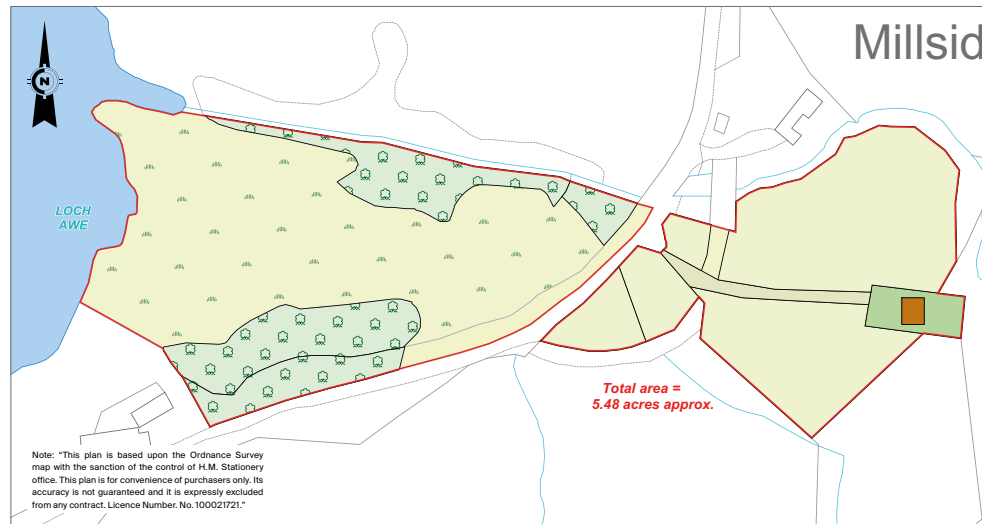 Millsid
N
LOCH
AWE
Total area =
5.48 acres approx.
Note: “This plan is based upon the Ordnance Survey
map with the sanction of the control of H.M. Stationery
office. This plan is for convenience of purchasers only. Its
accuracy is not guaranteed and it is expressly excluded
from any contract. Licence Number. No. 100021721.”